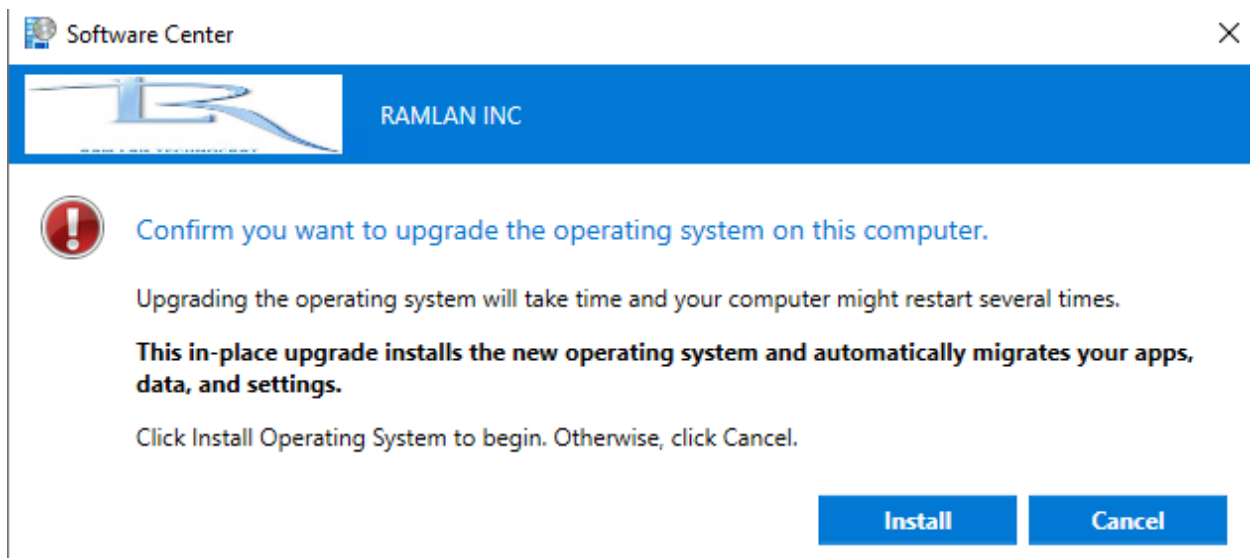 Software Center
RAMLAN INC
Confirm you want to upgrade the operating system on this computer.
Upgrading the operating system will take time and your computer might restart several times.
This in-place upgrade installs the new operating system and automatically migrates your apps,
data, and settings.
Click Install Operating System to begin. Otherwise, click Cancel.
Install
Cancel